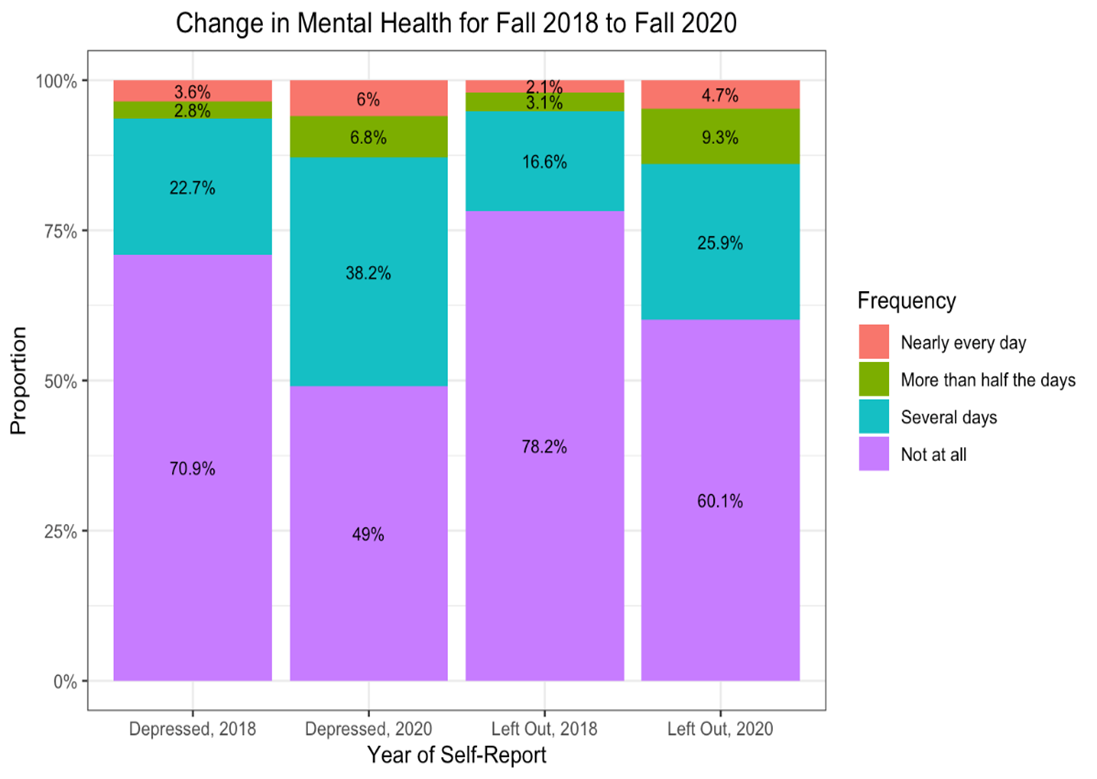 Change in Mental Health for Fall 2018 to Fall 2020
Proportion
100%
75%
50%
25%
0%
3.6%
2.8%
22.7%
70.9%
6%
6.8%
38.2%
49%
2.1%
3.1%
16.6%
78.2%
4.7%
9.3%
25.9%
60.1%
Depressed, 2018
Depressed, 2020
Left Out, 2018
Left Out, 2020
Year of Self-Report
Frequency
Nearly every day
More than half the days
Several days
Not at all